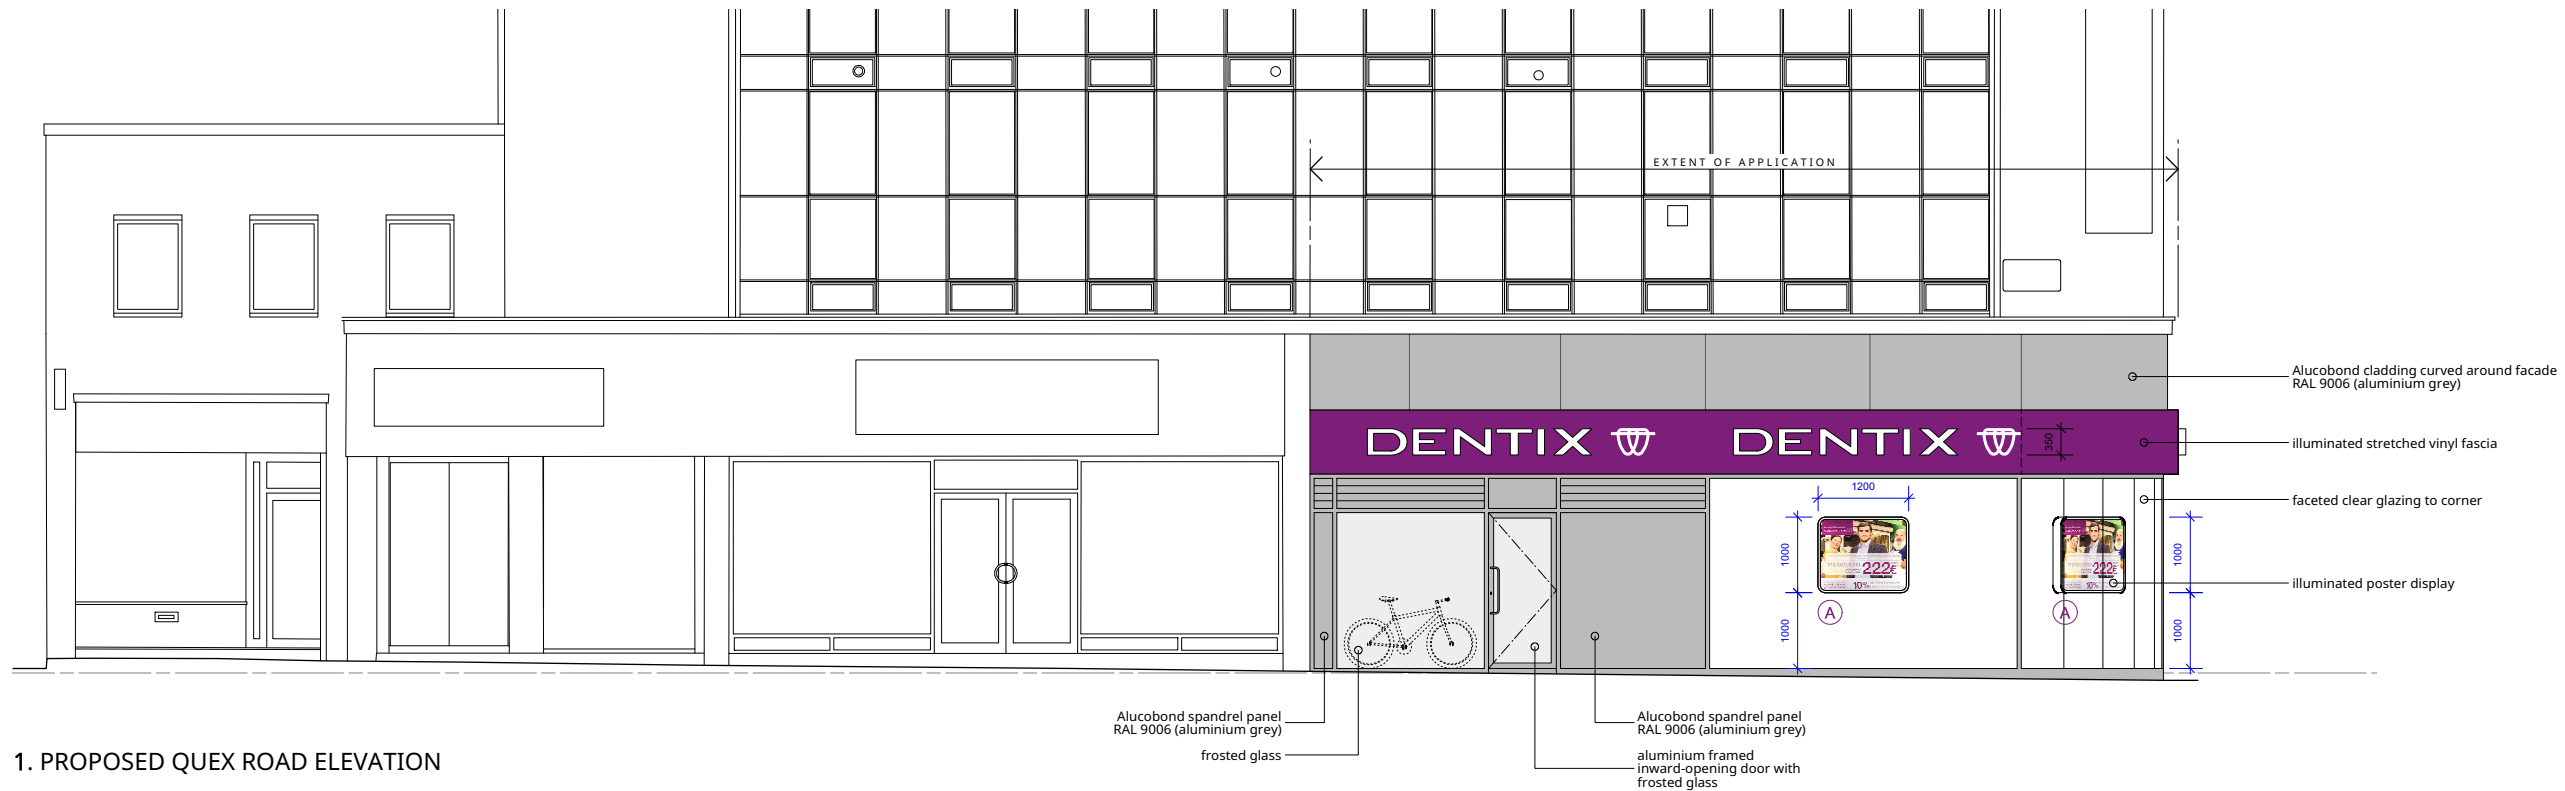 EXTENT OF APPLICATION
Alucobond cladding curved around facade
RAL 9006 (aluminium grey)
DENTIX
DENTIX
350
illuminated stretched vinyl fascia
faceted clear glazing to corner
1200
1000
1000
1000
1000
222€
10%
222€
10%
A
A
illuminated poster display
Alucobond spandrel panel
RAL 9006 (aluminium grey)
frosted glass
Alucobond spandrel panel
RAL 9006 (aluminium grey)
aluminium framed
inward-opening door with
frosted glass
1. PROPOSED QUEX ROAD ELEVATION